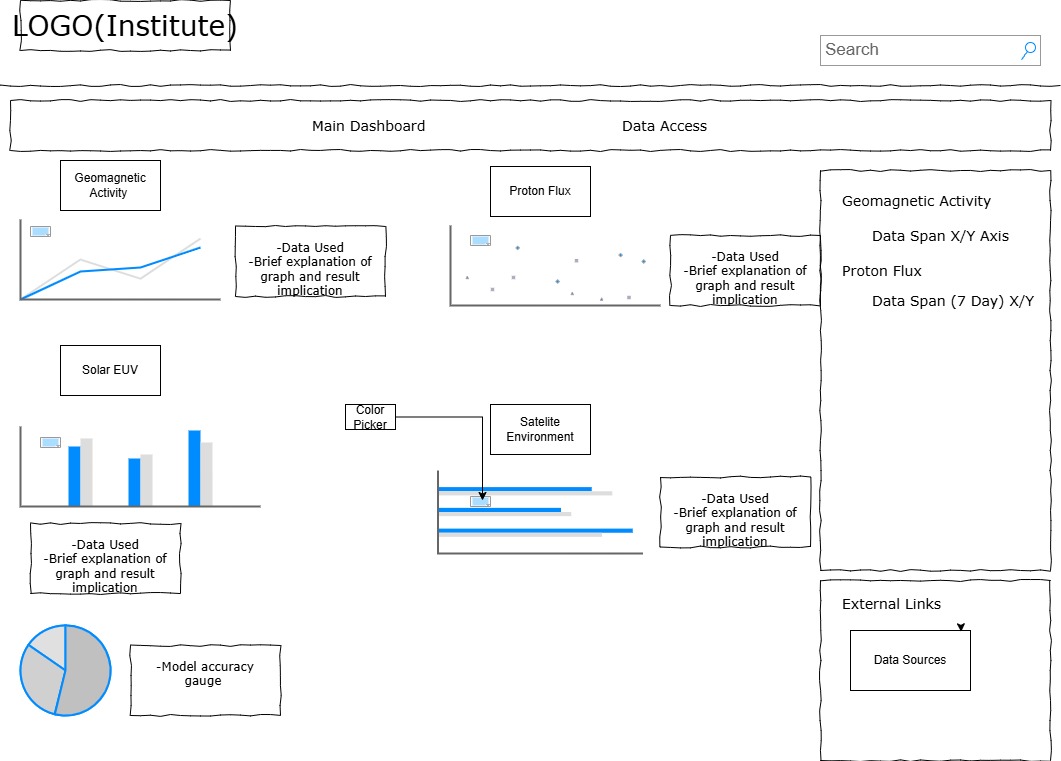 LOGO(Institute)
Search
Main Dashboard
Data Access
Geomagnetic
Activity
-Data Used
-Brief explanation of
graph and result
implication
Proton Flux
-Data Used
-Brief explanation of
graph and result
implication
Geomagnetic Activity
Data Span X/Y Axis
Proton Flux
Data Span (7 Day) X/Y
Solar EUV
-Data Used
-Brief explanation of
graph and result
implication
Color
Picker
Satelite
Environment
-Data Used
-Brief explanation of
graph and result
implication
-Model accuracy
gauge
External Links
Data Sources